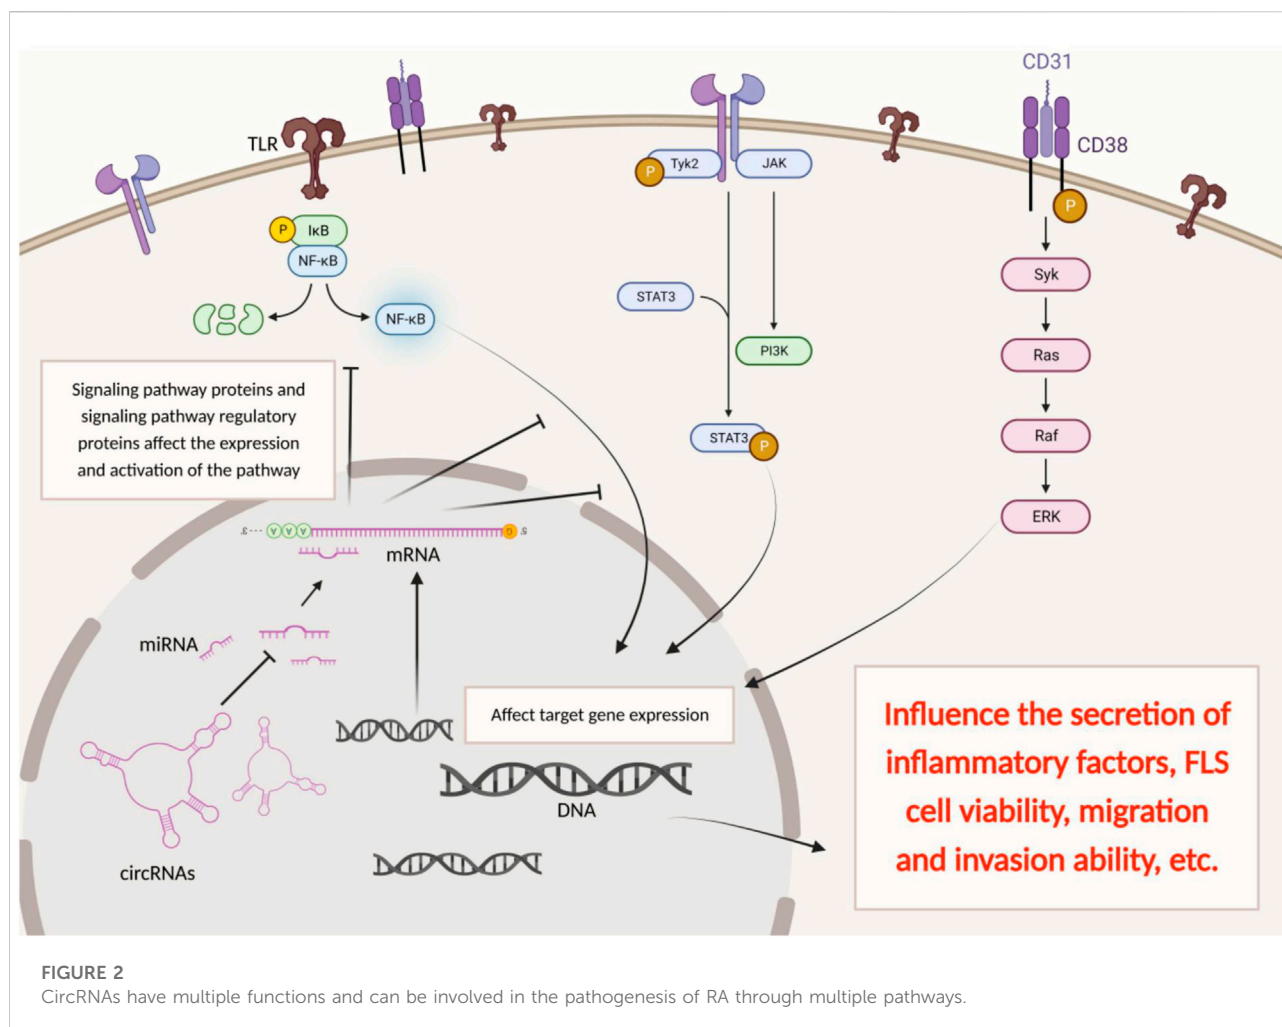 CD31
TLR
CD38
Tyk2
JAK
P
P
P
IκB
NF-κB
Syk
STAT3
NF-κB
PI3K
Ras
Signaling pathway proteins and
signaling pathway regulatory
proteins affect the expression
and activation of the pathway
STAT3
P
Raf
ERK
3'
A
A
A
G
5'
mRNA
miRNA
Affect target gene expression
DNA
circRNAs
Influence the secretion of
inflammatory factors, FLS
cell viability, migration
and invasion ability, etc.
FIGURE 2
CircRNAs have multiple functions and can be involved in the pathogenesis of RA through multiple pathways.